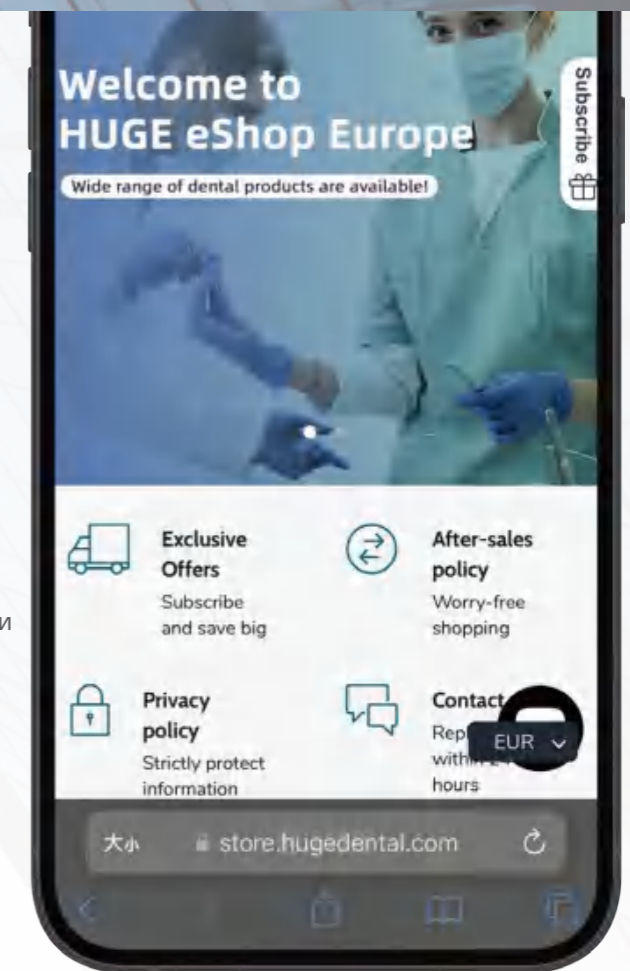 Welcome to
HUGE eShop Europe
Wide range of dental products are available!
Subscribe
Exclusive
Offers
Subscribe
and save big
After-sales
policy
Worry-free
shopping
и
Privacy
policy
Strictly protect
information
Contact
EUR
hours
大小
store.hugedental.com